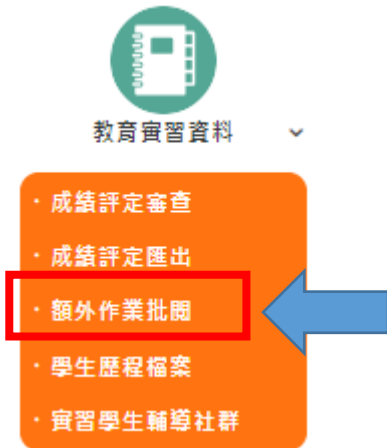 教育實習資料
· 成績評定審查
· 成績評定匯出
· 額外作業批閱
· 學生歷程檔案
· 實習學生輔導社群